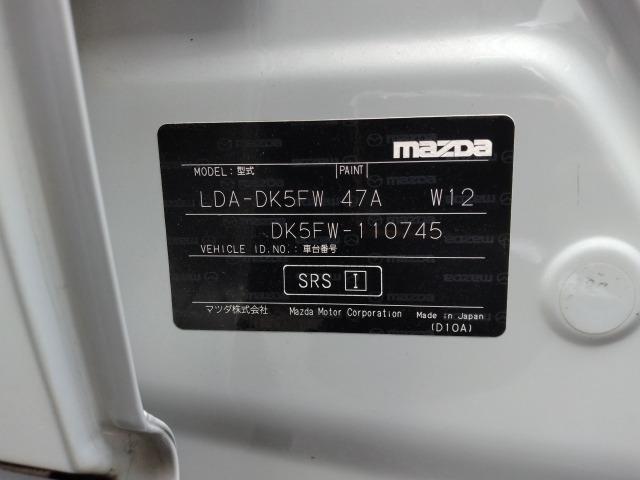 mazda
MODEL:型式 PAINT
LDA-DK5FW 47A W12
DK5FW-110745
VEHICLE ID.NO.:車台番号
SRS I
マツダ株式会社 Mazda Motor Corporation Made in Japan
(D10A)